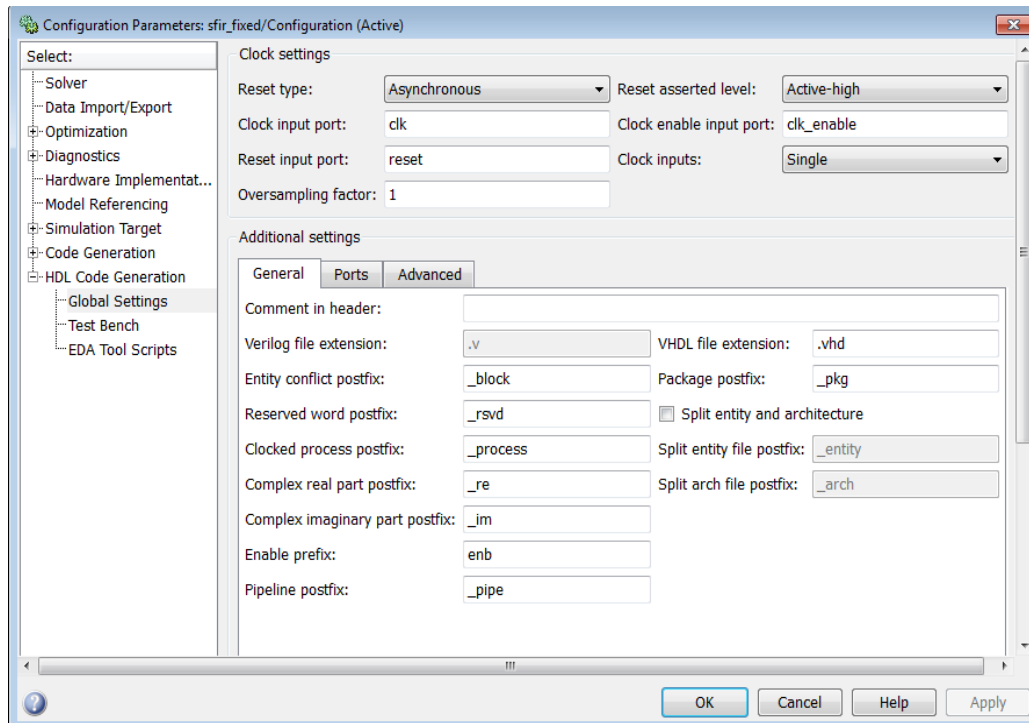 Configuration Parameters: sfir_fixed/Configuration (Active)
Select:
Solver
Data Import/Export
Optimization
Diagnostics
Hardware Implementat...
Model Referencing
Simulation Target
Code Generation
HDL Code Generation
Global Settings
Test Bench
EDA Tool Scripts
Clock settings
Reset type: Asynchronous Reset asserted level: Active-high
Clock input port: clk Clock enable input port: clk_enable
Reset input port: reset Clock inputs: Single
Oversampling factor: 1
Additional settings
General Ports Advanced
Comment in header:
Verilog file extension: .v VHDL file extension: .vhd
Entity conflict postfix: _block Package postfix: _pkg
Reserved word postfix: _rsvd Split entity and architecture
Clocked process postfix: _process Split entity file postfix: _entity
Complex real part postfix: _re Split arch file postfix: _arch
Complex imaginary part postfix: _im
Enable prefix: enb
Pipeline postfix: _pipe
OK Cancel Help Apply